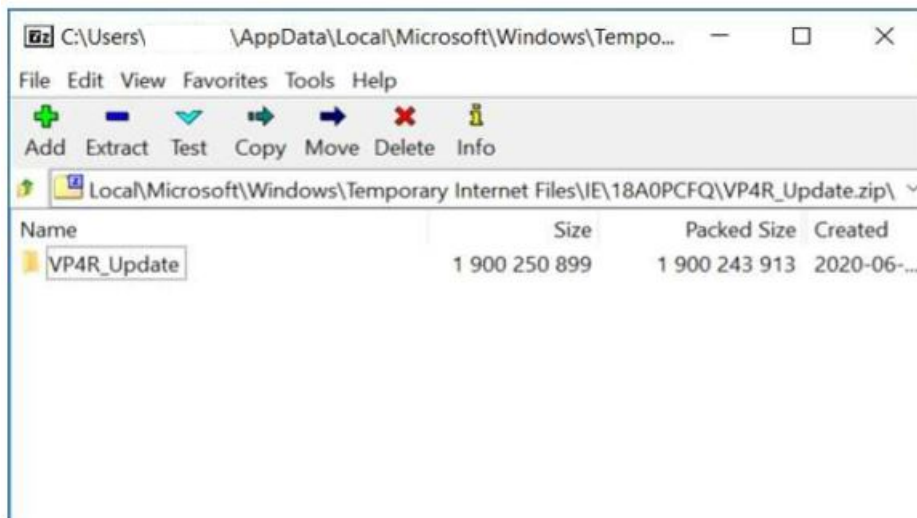 7z C:\Users\ \AppData\Local\Microsoft\Windows\Tempo...
File Edit View Favorites Tools Help
Add Extract Test Copy Move Delete Info
Local\Microsoft\Windows\Temporary Internet Files\IE\18A0PCFQ\VP4R_Update.zip\
Name Size Packed Size Created
VP4R_Update 1 900 250 899 1 900 243 913 2020-06-...